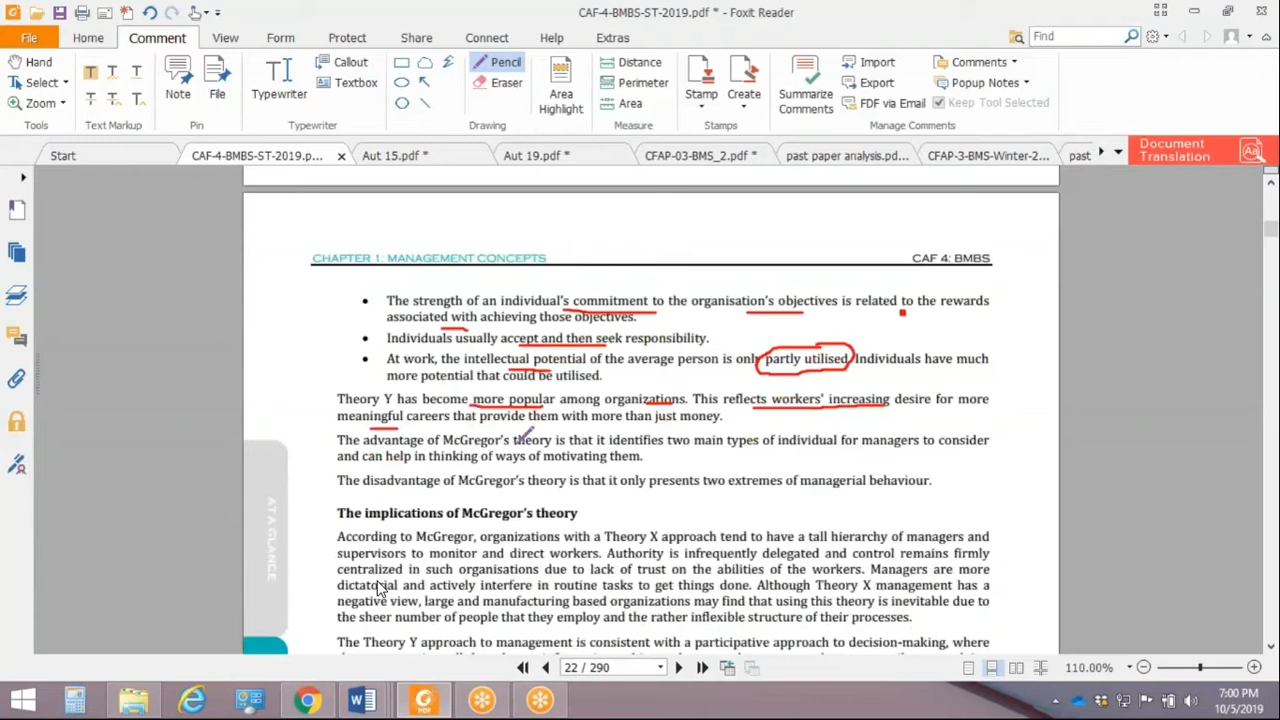 CAF-4-BMBS-ST-2019.pdf * - Foxit Reader
File Home Comment View Form Protect Share Connect Help Extras Find
Hand
Select
Zoom
Tools
Text Markup
Note
File
Pin
Typewriter
Callout
Textbox
Typewriter
Pencil
Eraser
Drawing
Area
Highlight
Distance
Perimeter
Area
Measure
Stamp
Create
Stamps
Summarize
Comments
Import
Export
FDF via Email
Comments
Popup Notes
Keep Tool Selected
Manage Comments
Start CAF-4-BMBS-ST-2019.p... * Aut 15.pdf * Aut 19.pdf * CFAP-03-BMS_2.pdf * past paper analysis.pd... CFAP-3-BMS-Winter-2... past
Document
Translation
CHAPTER 1: MANAGEMENT CONCEPTS CAF 4: BMBS
• The strength of an individual's commitment to the organisation's objectives is related to the rewards
associated with achieving those objectives.
• Individuals usually accept and then seek responsibility.
• At work, the intellectual potential of the average person is only partly utilised. Individuals have much
more potential that could be utilised.
Theory Y has become more popular among organizations. This reflects workers' increasing desire for more
meaningful careers that provide them with more than just money.
The advantage of McGregor's theory is that it identifies two main types of individual for managers to consider
and can help in thinking of ways of motivating them.
The disadvantage of McGregor's theory is that it only presents two extremes of managerial behaviour.
The implications of McGregor's theory
According to McGregor, organizations with a Theory X approach tend to have a tall hierarchy of managers and
supervisors to monitor and direct workers. Authority is infrequently delegated and control remains firmly
centralized in such organisations due to lack of trust on the abilities of the workers. Managers are more
dictatorial and actively interfere in routine tasks to get things done. Although Theory X management has a
negative view, large and manufacturing based organizations may find that using this theory is inevitable due to
the sheer number of people that they employ and the rather inflexible structure of their processes.
The Theory Y approach to management is consistent with a participative approach to decision-making, where
AT A GLANCE
22 / 290
110.00%
7:00 PM
10/5/2019